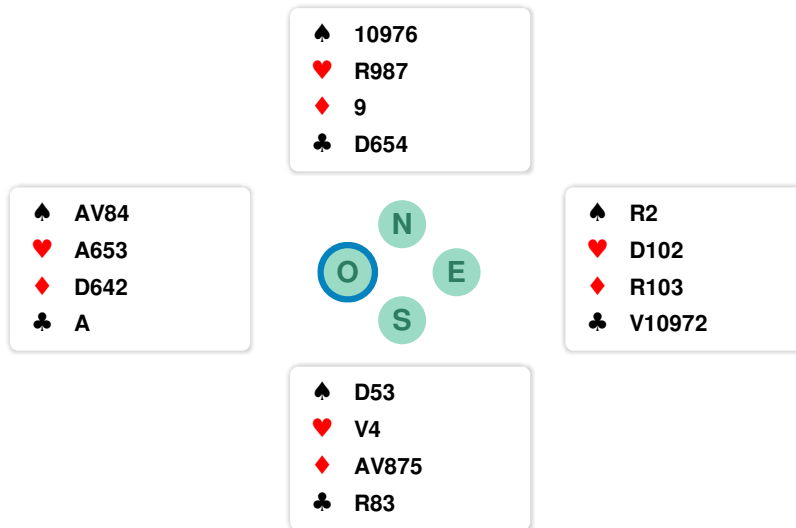 ♠ 10976
♥ R987
♦ 9
♣ D654
♠ AV84
♥ A653
♦ D642
♣ A
N
O E
S
♠ R2
♥ D102
♦ R103
♣ V10972
♠ D53
♥ V4
♦ AV875
♣ R83